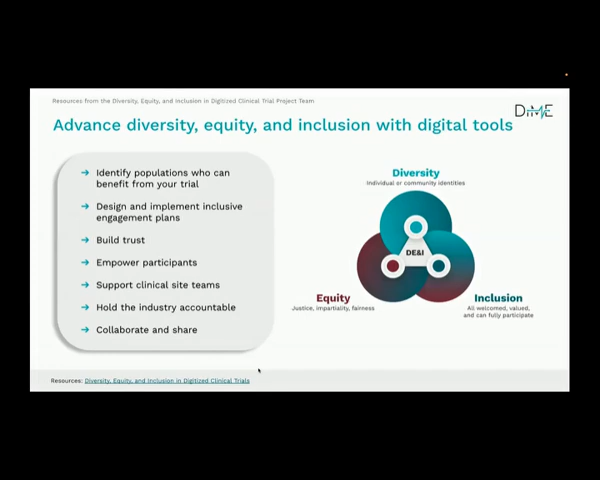 Resources from the Diversity, Equity, and Inclusion in Digitized Clinical Trial Project Team
DiMe
Advance diversity, equity, and inclusion with digital tools
→ Identify populations who can
benefit from your trial
→ Design and implement inclusive
engagement plans
→ Build trust
→ Empower participants
→ Support clinical site teams
→ Hold the industry accountable
→ Collaborate and share
Diversity
Individual or community identities
DE&I
Equity
Justice, impartiality, fairness
Inclusion
All welcomed, valued,
and can fully participate
Resources: Diversity, Equity, and Inclusion in Digitized Clinical Trials